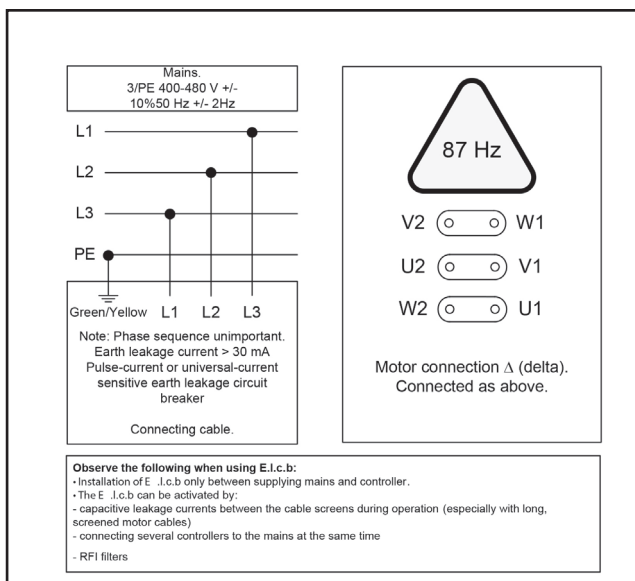 Mains.
3/PE 400-480 V +/-
10%50 Hz +/- 2Hz
L1
L2
L3
PE
Green/Yellow L1 L2 L3
Note: Phase sequence unimportant.
Earth leakage current > 30 mA
Pulse-current or universal-current
sensitive earth leakage circuit
breaker
Connecting cable.
87 Hz
V2 W1
U2 V1
W2 U1
Motor connection Δ (delta).
Connected as above.
Observe the following when using E.l.c.b:
• Installation of E .l.c.b only between supplying mains and controller.
• The E .l.c.b can be activated by:
- capacitive leakage currents between the cable screens during operation (especially with long,
screened motor cables)
- connecting several controllers to the mains at the same time
- RFI filters